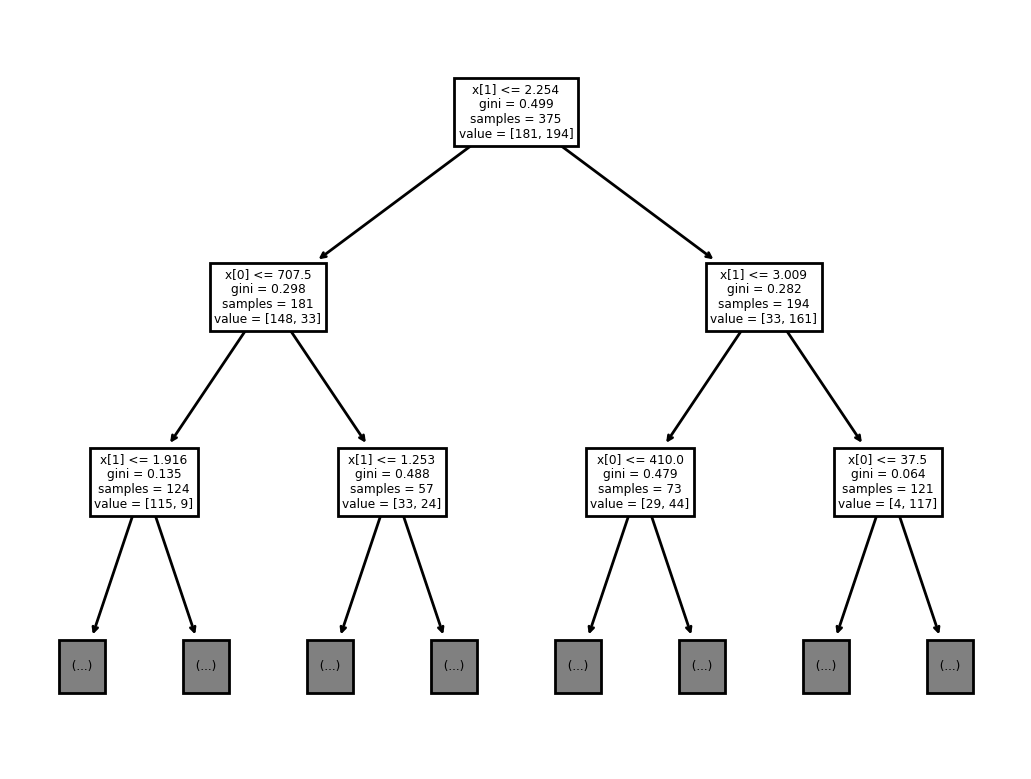 x[1] <= 2.254
gini = 0.499
samples = 375
value = [181, 194]
x[0] <= 707.5
gini = 0.298
samples = 181
value = [148, 33]
x[1] <= 3.009
gini = 0.282
samples = 194
value = [33, 161]
x[1] <= 1.916
gini = 0.135
samples = 124
value = [115, 9]
x[1] <= 1.253
gini = 0.488
samples = 57
value = [33, 24]
x[0] <= 410.0
gini = 0.479
samples = 73
value = [29, 44]
x[0] <= 37.5
gini = 0.064
samples = 121
value = [4, 117]
(...)
(...)
(...)
(...)
(...)
(...)
(...)
(...)